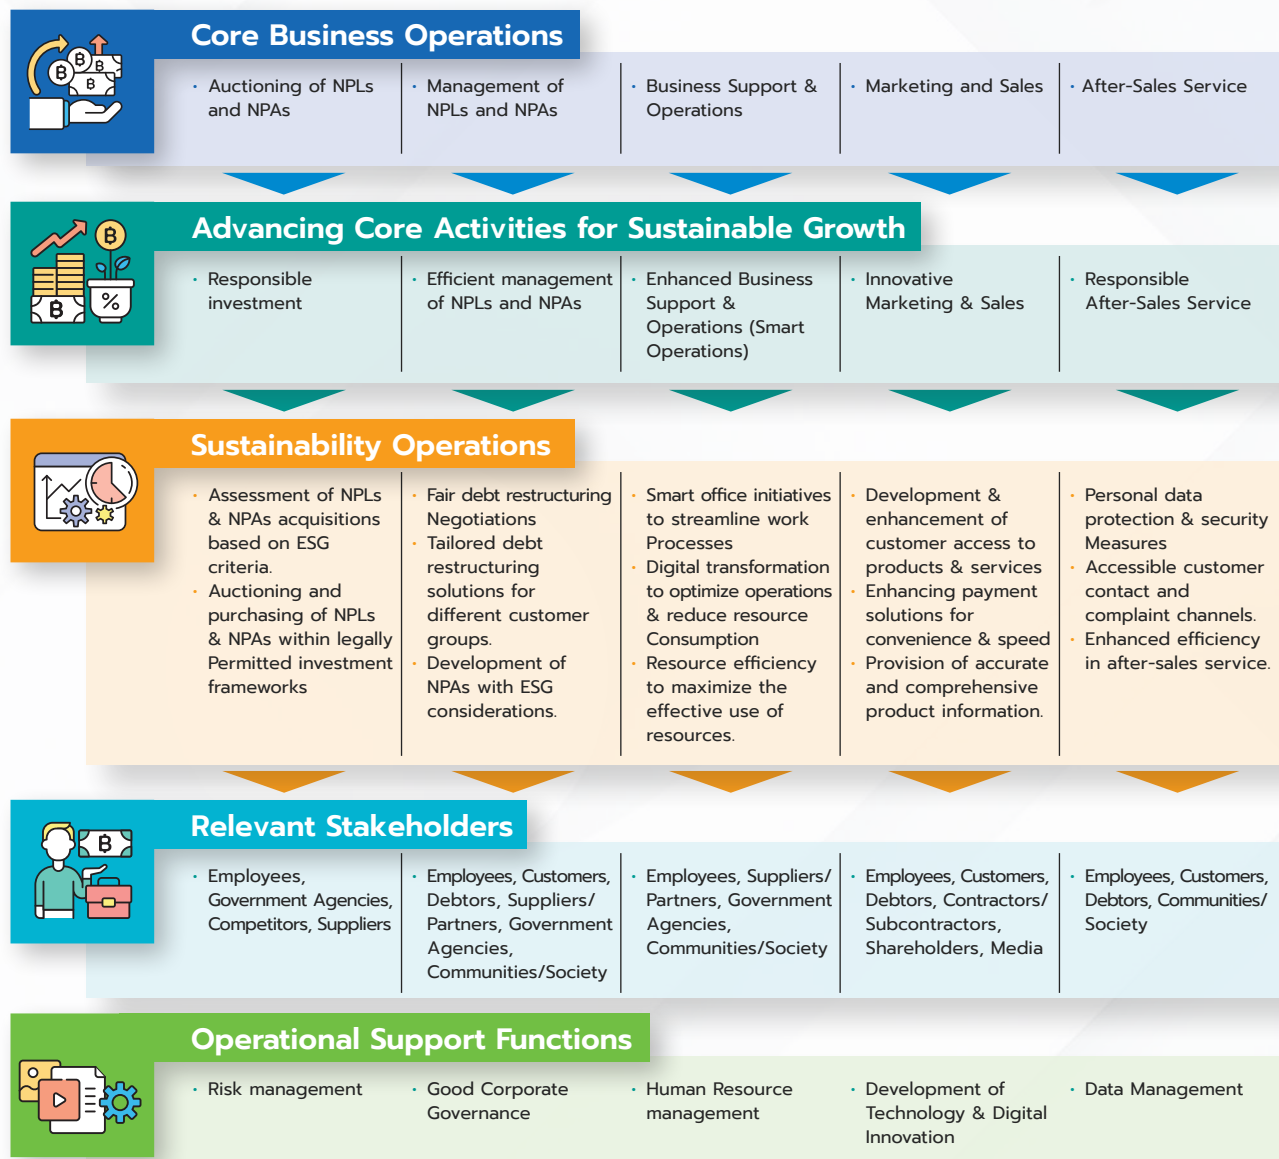 Core Business Operations
· Auctioning of NPLs
and NPAs
· Management of
NPLs and NPAs
· Business Support &
Operations
· Marketing and Sales
· After-Sales Service
Advancing Core Activities for Sustainable Growth
· Responsible
investment
· Efficient management
of NPLs and NPAs
· Enhanced Business
Support &
Operations (Smart
Operations)
· Innovative
Marketing & Sales
· Responsible
After-Sales Service
Sustainability Operations
· Assessment of NPLs
& NPAs acquisitions
based on ESG
criteria.
· Auctioning and
purchasing of NPLs
& NPAs within legally
Permitted investment
frameworks
· Fair debt restructuring
Negotiations
· Tailored debt
restructuring
solutions for
different customer
groups.
· Development of
NPAs with ESG
considerations.
· Smart office initiatives
to streamline work
Processes
· Digital transformation
to optimize operations
& reduce resource
Consumption
· Resource efficiency
to maximize the
effective use of
resources.
· Development &
enhancement of
customer access to
products & services
· Enhancing payment
solutions for
convenience & speed
· Provision of accurate
and comprehensive
product information.
· Personal data
protection & security
Measures
· Accessible customer
contact and
complaint channels.
· Enhanced efficiency
in after-sales service.
Relevant Stakeholders
· Employees,
Government Agencies,
Competitors, Suppliers
· Employees, Customers,
Debtors, Suppliers/
Partners, Government
Agencies,
Communities/Society
· Employees, Suppliers/
Partners, Government
Agencies,
Communities/Society
· Employees, Customers,
Debtors, Contractors/
Subcontractors,
Shareholders, Media
· Employees, Customers,
Debtors, Communities/
Society
Operational Support Functions
· Risk management
· Good Corporate
Governance
· Human Resource
management
· Development of
Technology & Digital
Innovation
· Data Management